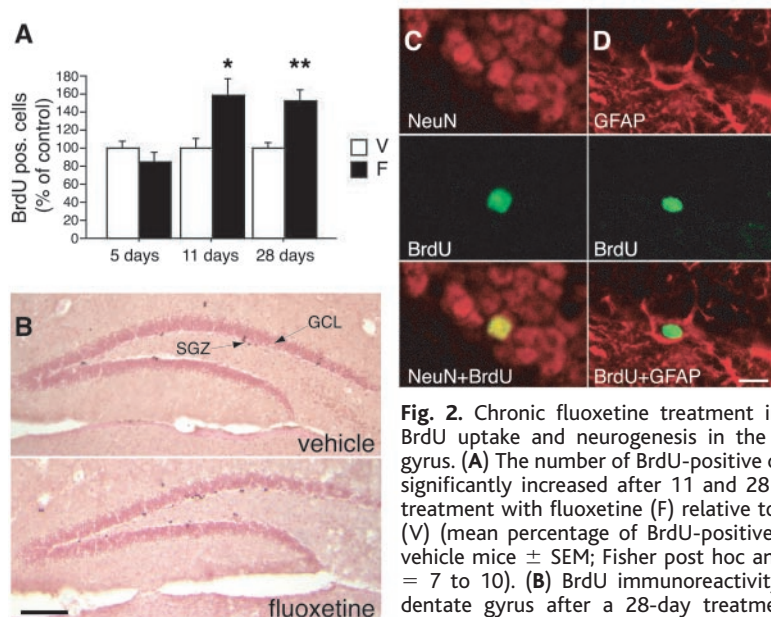 A
BrdU pos. cells
(% of control)
180
160
140
120
100
80
60
40
20
0
*
**
V
F
5 days
11 days
28 days
B
SGZ
GCL
vehicle
fluoxetine
C
NeuN
BrdU
NeuN+BrdU
D
GFAP
BrdU
BrdU+GFAP
Fig. 2. Chronic fluoxetine treatment i
BrdU uptake and neurogenesis in the
gyrus. (A) The number of BrdU-positive
significantly increased after 11 and 28
treatment with fluoxetine (F) relative to
(V) (mean percentage of BrdU-positive
vehicle mice ± SEM; Fisher post hoc an
= 7 to 10). (B) BrdU immunoreactivity
dentate gyrus after a 28-day treatme